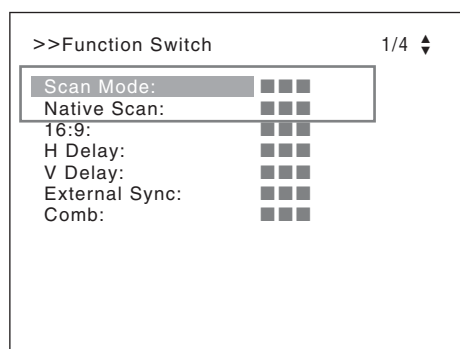 >>Function Switch 1/4
Scan Mode: ■■■
Native Scan: ■■■
16:9: ■■■
H Delay: ■■■
V Delay: ■■■
External Sync: ■■■
Comb: ■■■